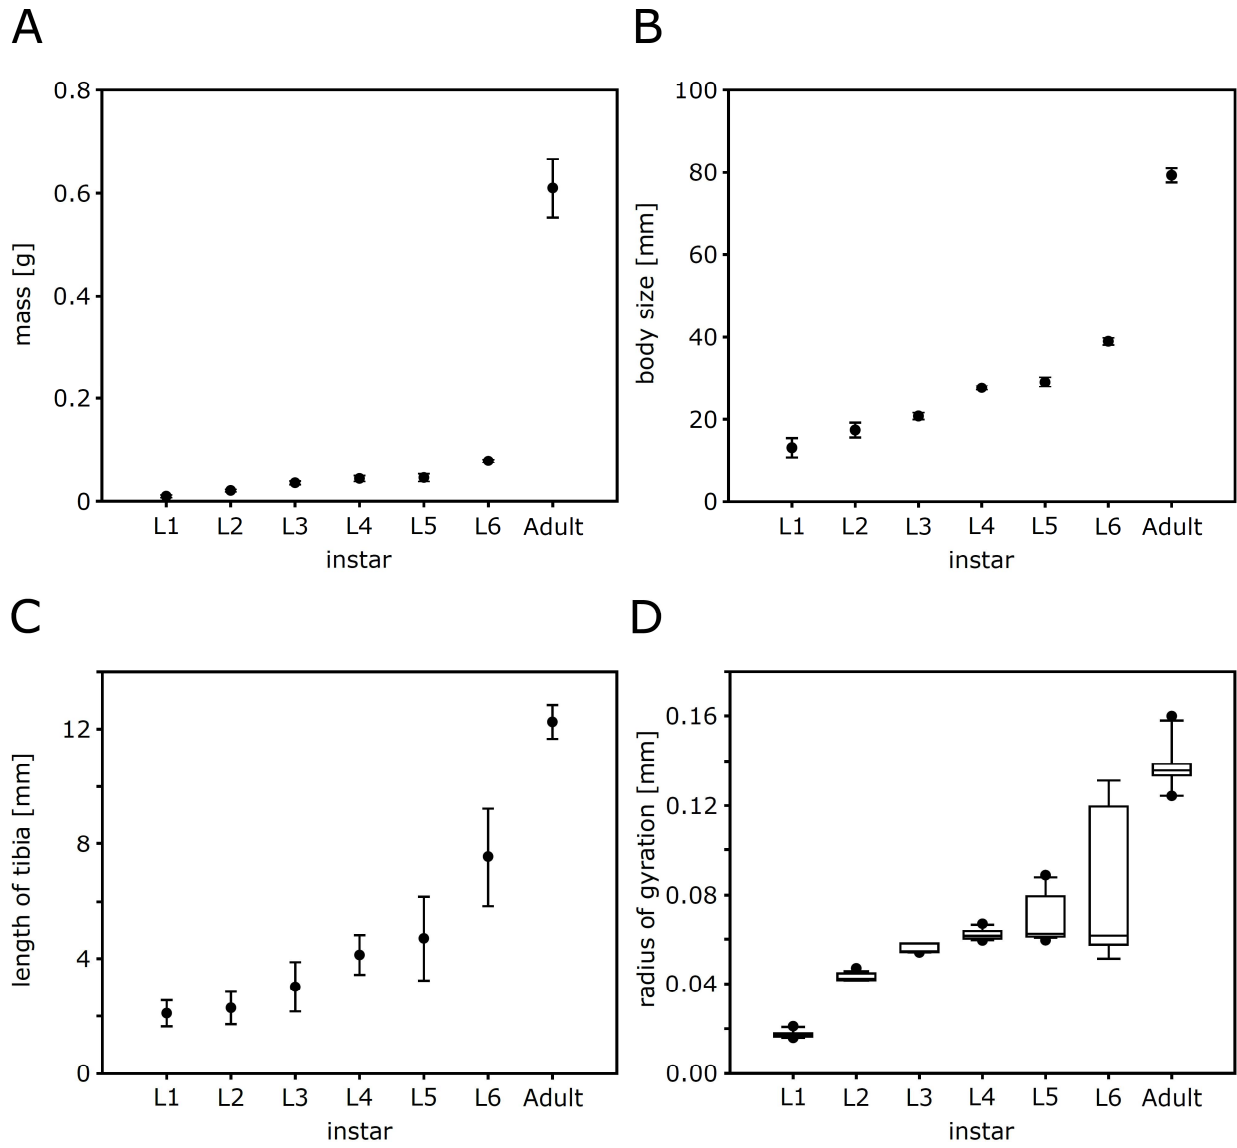 A
0.8
0.6
0.4
0.2
0
mass [g]
L1 L2 L3 L4 L5 L6 Adult
instar
B
100
80
60
40
20
0
body size [mm]
L1 L2 L3 L4 L5 L6 Adult
instar
C
12
8
4
0
length of tibia [mm]
L1 L2 L3 L4 L5 L6 Adult
instar
D
0.16
0.12
0.08
0.04
0.00
radius of gyration [mm]
L1 L2 L3 L4 L5 L6 Adult
instar